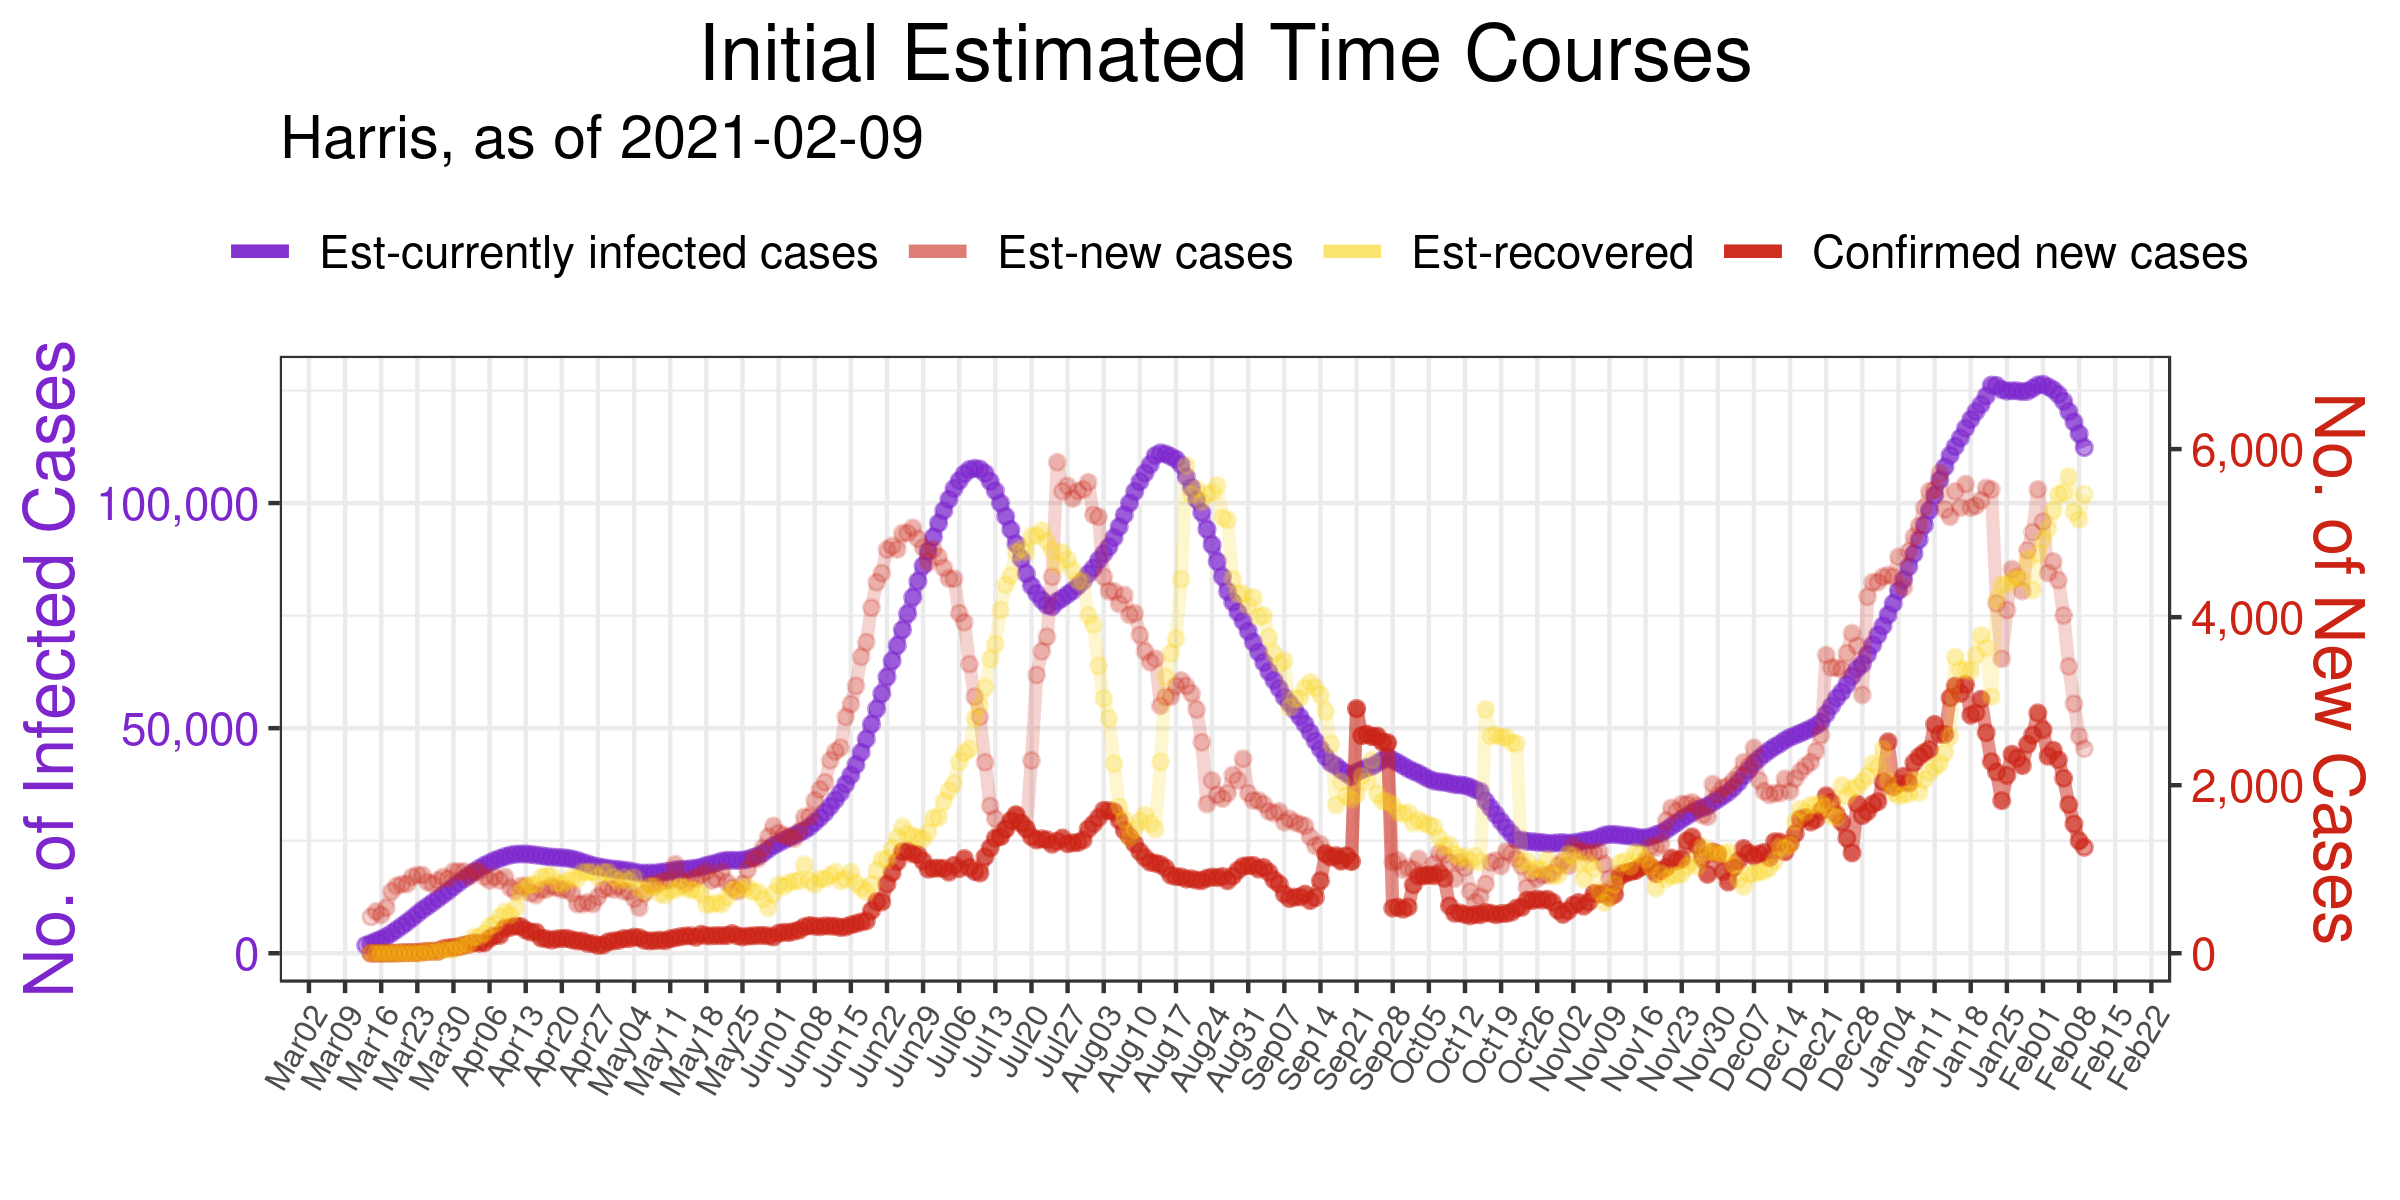 Initial Estimated Time Courses
Harris, as of 2021-02-09
Est-currently infected cases Est-new cases Est-recovered Confirmed new cases
No. of Infected Cases
100,000
50,000
0
6,000
4,000
2,000
0
No. of New Cases
Mar02 Mar09 Mar16 Mar23 Mar30 Apr06 Apr13 Apr20 Apr27 May04 May11 May18 May25 Jun01 Jun08 Jun15 Jun22 Jun29 Jul06 Jul13 Jul20 Jul27 Aug03 Aug10 Aug17 Aug24 Aug31 Sep07 Sep14 Sep21 Sep28 Oct05 Oct12 Oct19 Oct26 Nov02 Nov09 Nov16 Nov23 Nov30 Dec07 Dec14 Dec21 Dec28 Jan04 Jan11 Jan18 Jan25 Feb01 Feb08 Feb15 Feb22